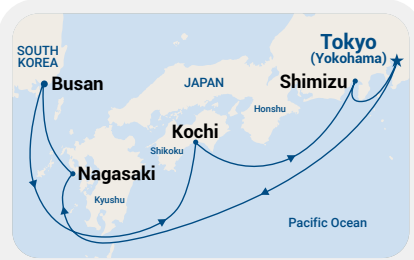 SOUTH
KOREA
Busan
Tokyo
(Yokohama)
JAPAN
Shimizu
Honshu
Kochi
Shikoku
Nagasaki
Kyushu
Pacific Ocean